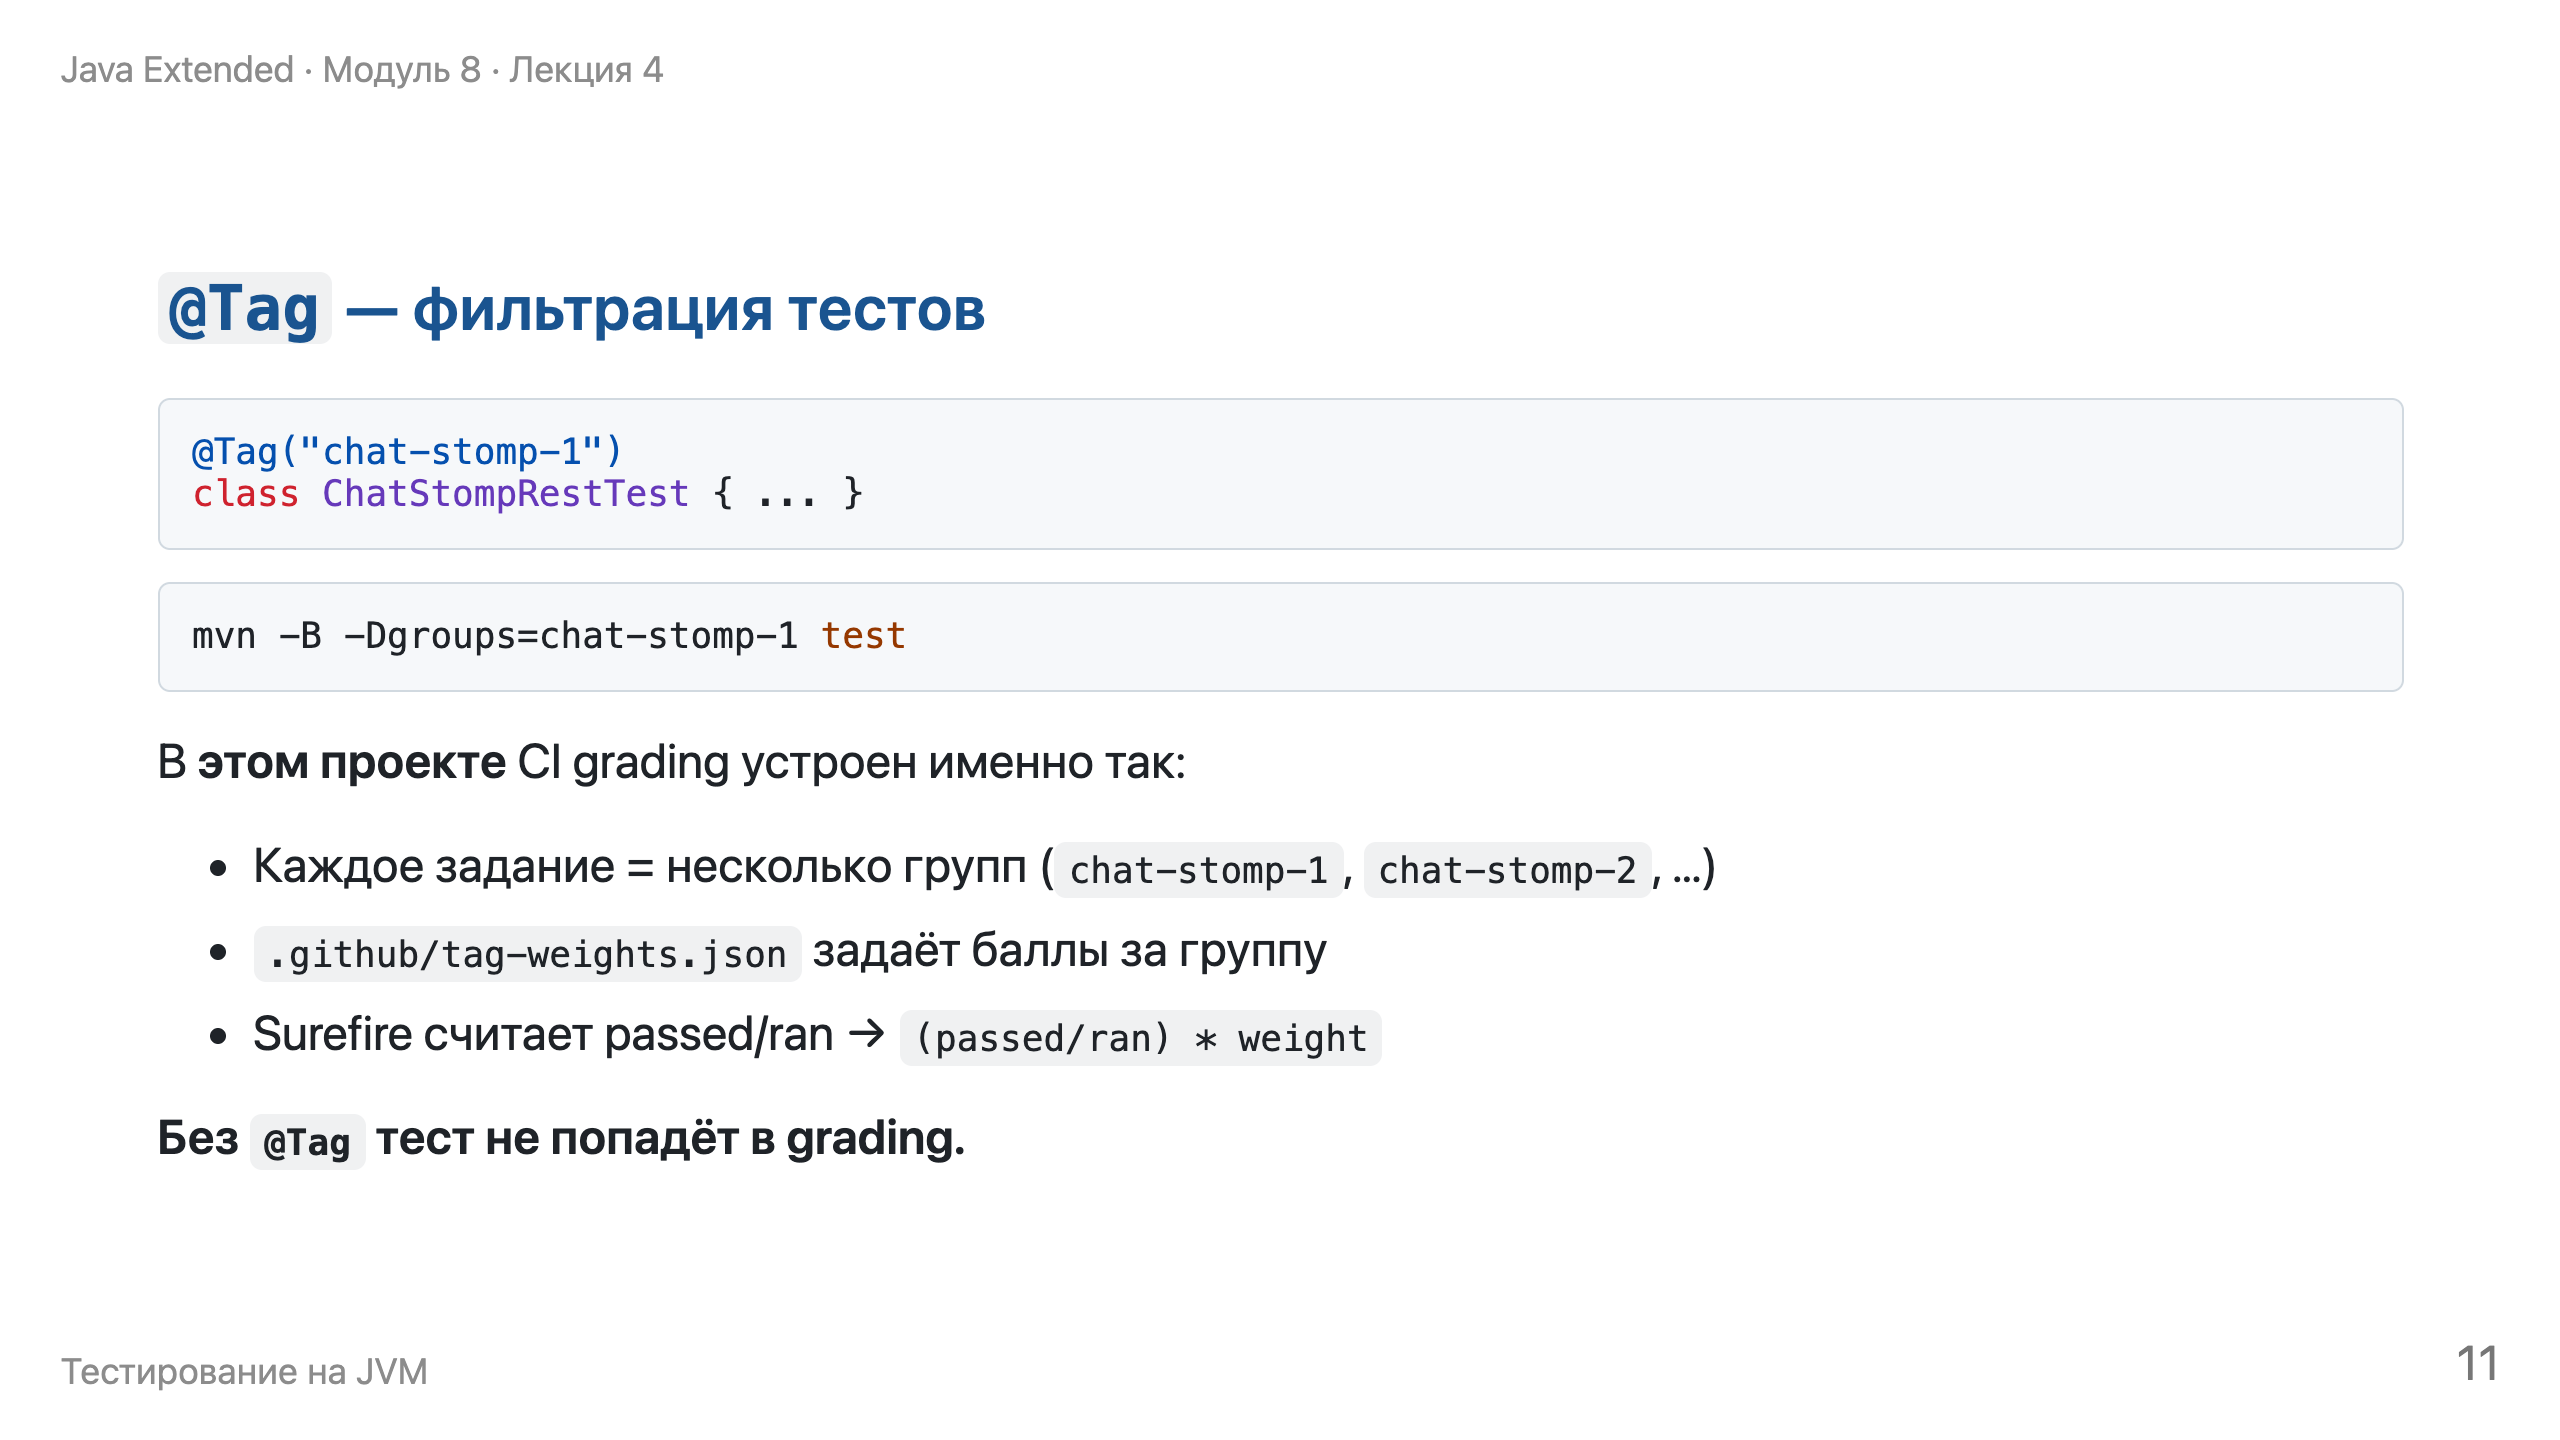 Java Extended · Модуль 8 · Лекция 4
@Tag — фильтрация тестов
@Tag("chat-stomp-1")
class ChatStompRestTest { ... }
mvn -B -Dgroups=chat-stomp-1 test
В этом проекте CI grading устроен именно так:
• Каждое задание = несколько групп (chat-stomp-1, chat-stomp-2, …)
• .github/tag-weights.json задаёт баллы за группу
• Surefire считает passed/ran → (passed/ran) * weight
Без @Tag тест не попадёт в grading.
Тестирование на JVM
11